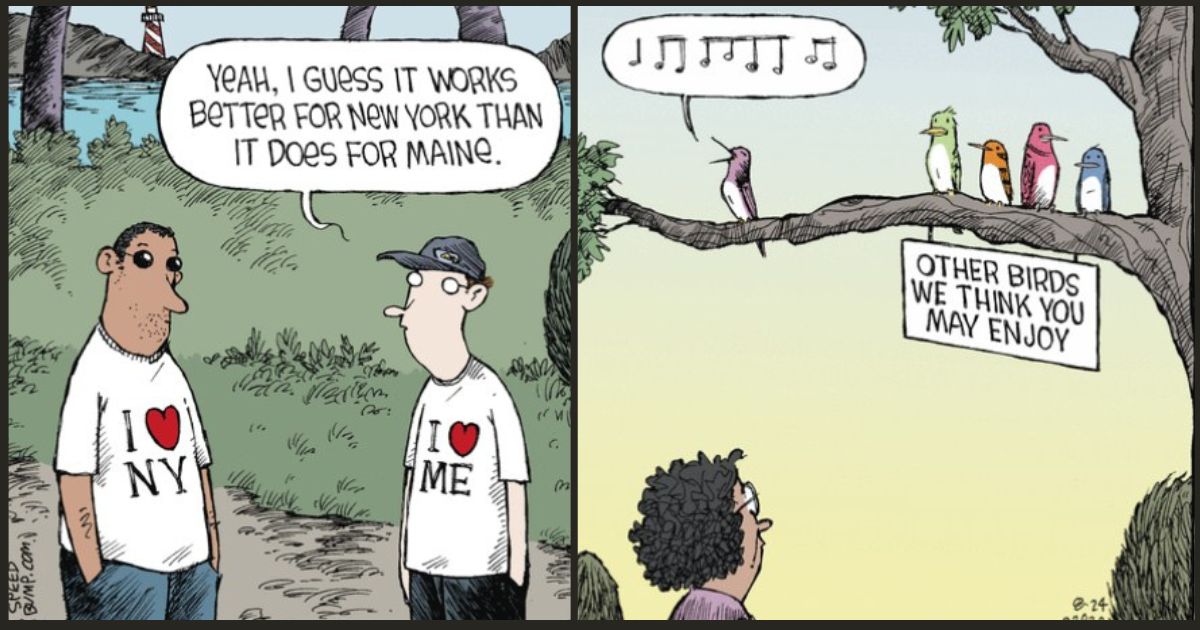 YEAH, I GUESS IT WORKS
BETTER FOR NEW YORK THAN
IT DOES FOR MAINE.
I ♥
NY
I ♥
ME
SPEED
BUMP.COM
OTHER BIRDS
WE THINK YOU
MAY ENJOY
8-24